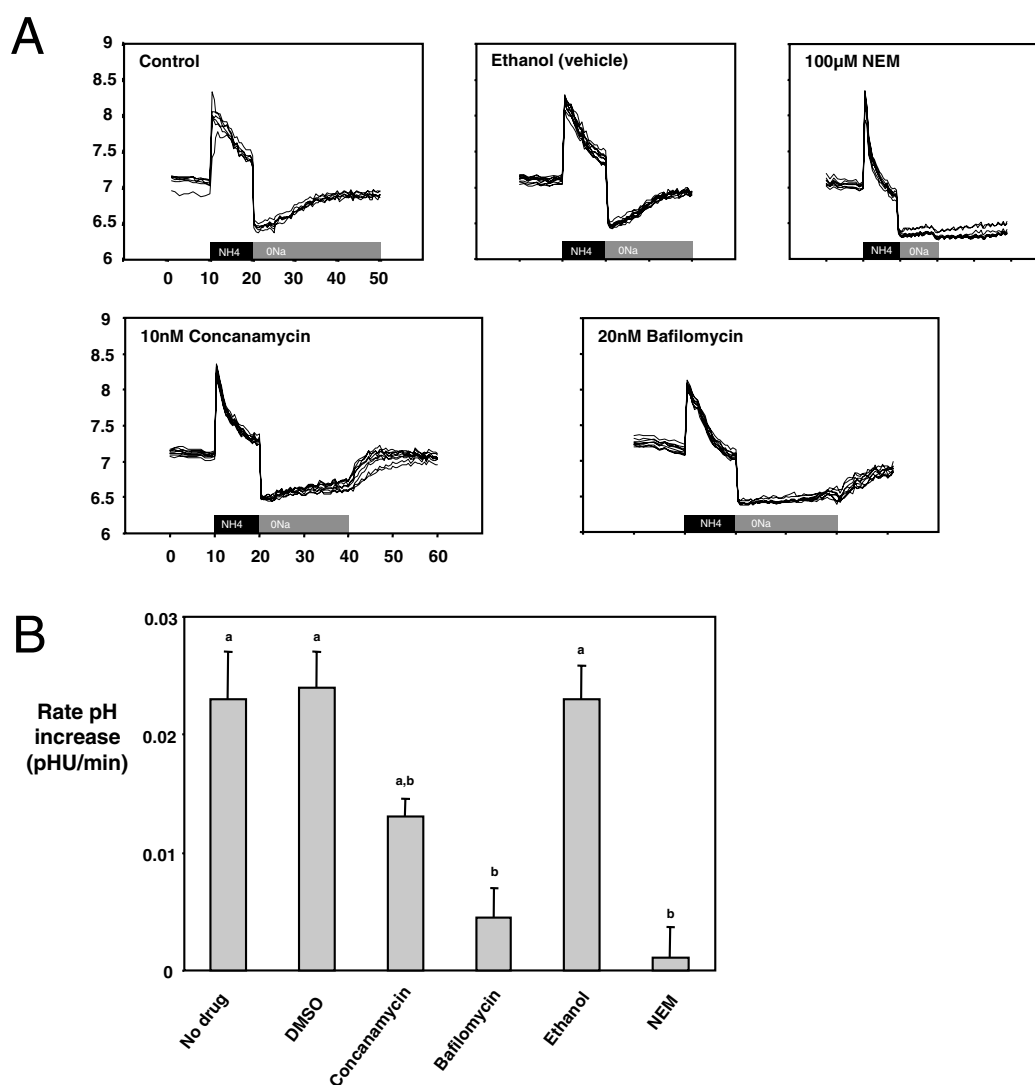 A
9
8.5
8
7.5
7
6.5
6
Control
NH4
0Na
0 10 20 30 40 50
Ethanol (vehicle)
NH4
0Na
100µM NEM
NH4
0Na
9
8.5
8
7.5
7
6.5
6
10nM Concanamycin
NH4
0Na
0 10 20 30 40 50 60
20nM Bafilomycin
NH4
0Na
B
Rate pH
increase
(pHU/min)
0.03
0.02
0.01
0
a
a
a,b
b
a
b
No drug
DMSO
Concanamycin
Bafilomycin
Ethanol
NEM